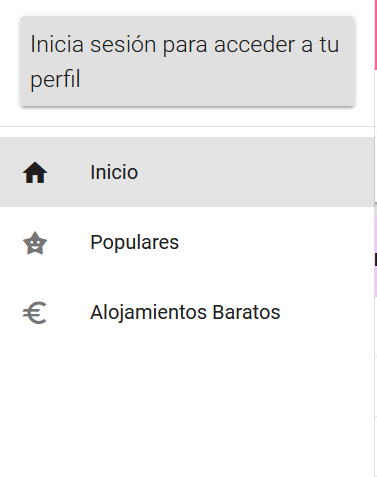 Inicia sesión para acceder a tu
perfil
Inicio
Populares
Alojamientos Baratos